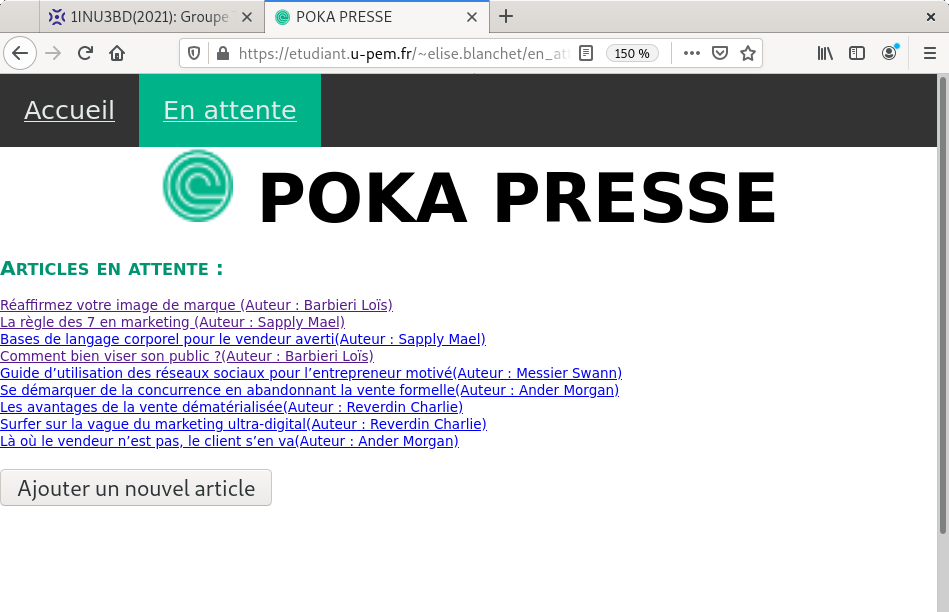 1INU3BD(2021): Groupe
POKA PRESSE
https://etudiant.u-pem.fr/~elise.blanchet/en_att
150 %
Accueil
En attente
POKA PRESSE
ARTICLES EN ATTENTE :
Réaffirmez votre image de marque (Auteur : Barbieri Loïs)
La règle des 7 en marketing (Auteur : Sapply Mael)
Bases de langage corporel pour le vendeur averti(Auteur : Sapply Mael)
Comment bien viser son public ?(Auteur : Barbieri Loïs)
Guide d’utilisation des réseaux sociaux pour l’entrepreneur motivé(Auteur : Messier Swann)
Se démarquer de la concurrence en abandonnant la vente formelle(Auteur : Ander Morgan)
Les avantages de la vente dématérialisée(Auteur : Reverdin Charlie)
Surfer sur la vague du marketing ultra-digital(Auteur : Reverdin Charlie)
Là où le vendeur n’est pas, le client s’en va(Auteur : Ander Morgan)
Ajouter un nouvel article